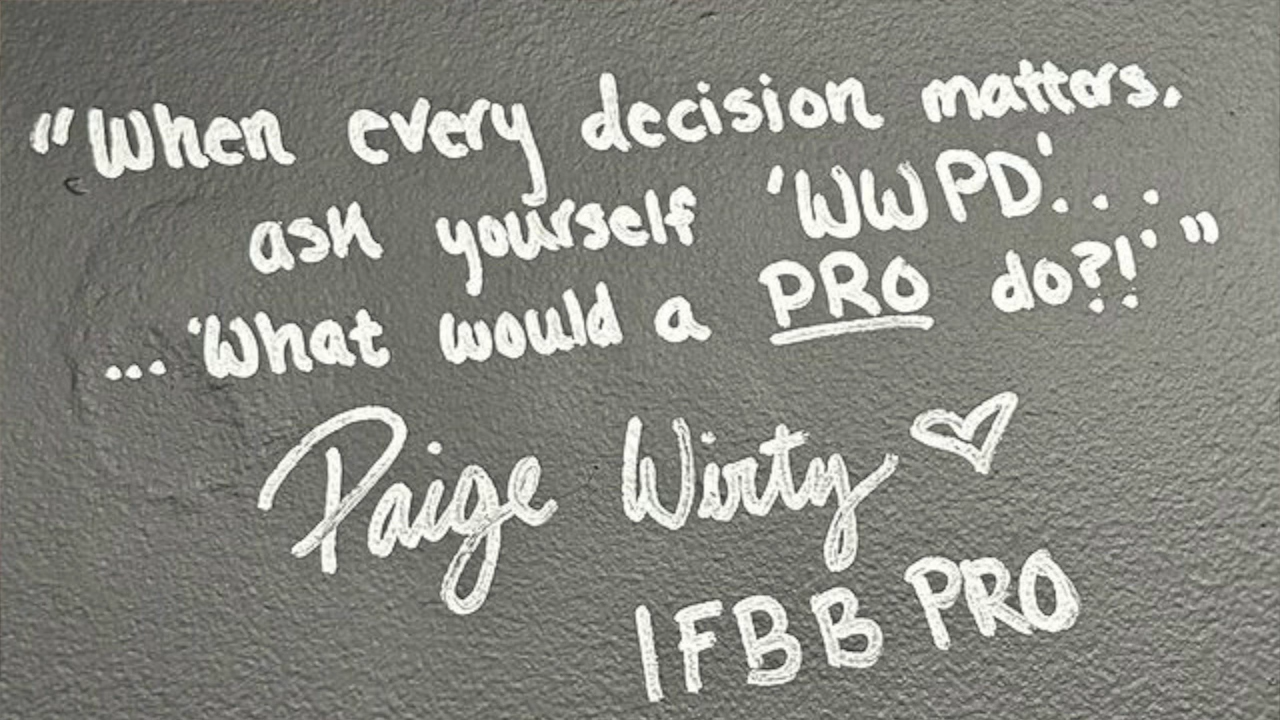 "When every decision matters,
ask yourself 'WWPD'...
...'What would a PRO do?!'"
Paige Wirty
IFBB PRO